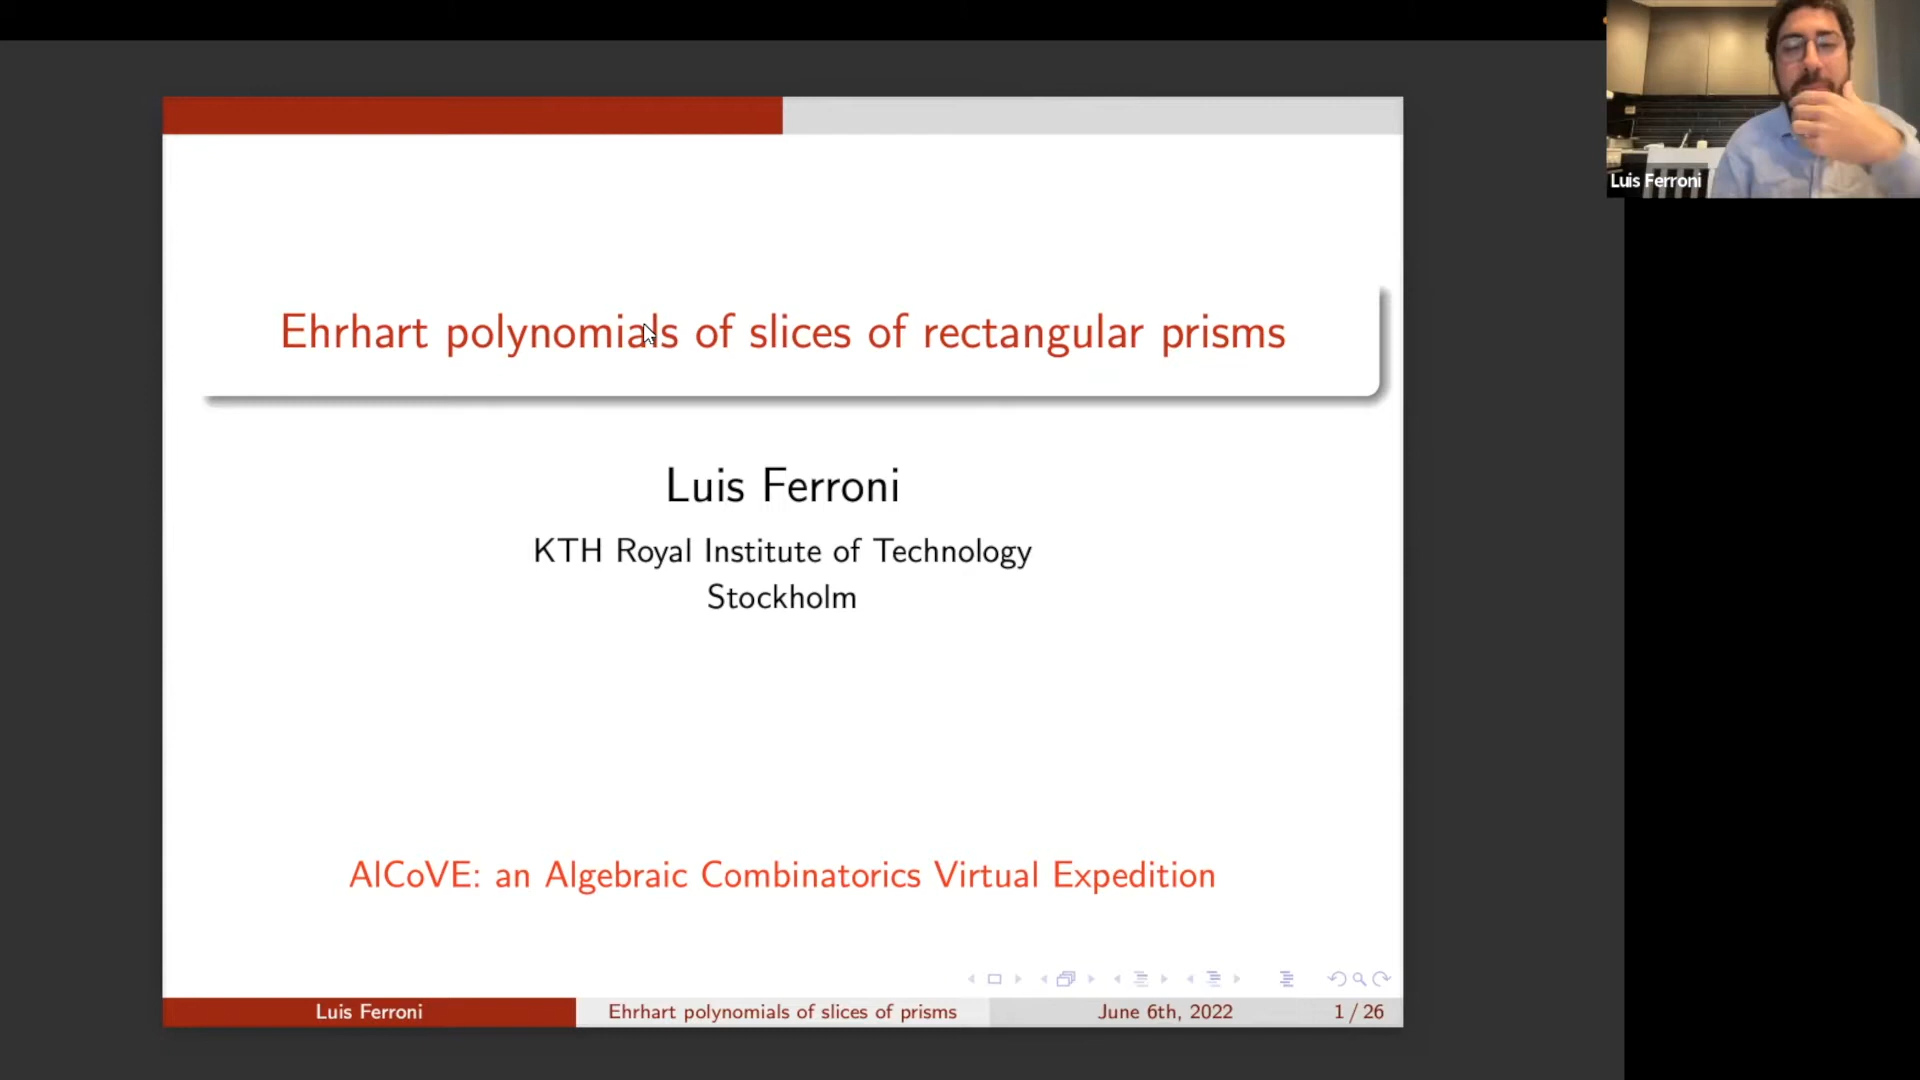 Ehrhart polynomials of slices of rectangular prisms
Luis Ferroni
KTH Royal Institute of Technology
Stockholm
AlCoVE: an Algebraic Combinatorics Virtual Expedition
Luis Ferroni
Ehrhart polynomials of slices of prisms
June 6th, 2022
1 / 26
Luis Ferroni